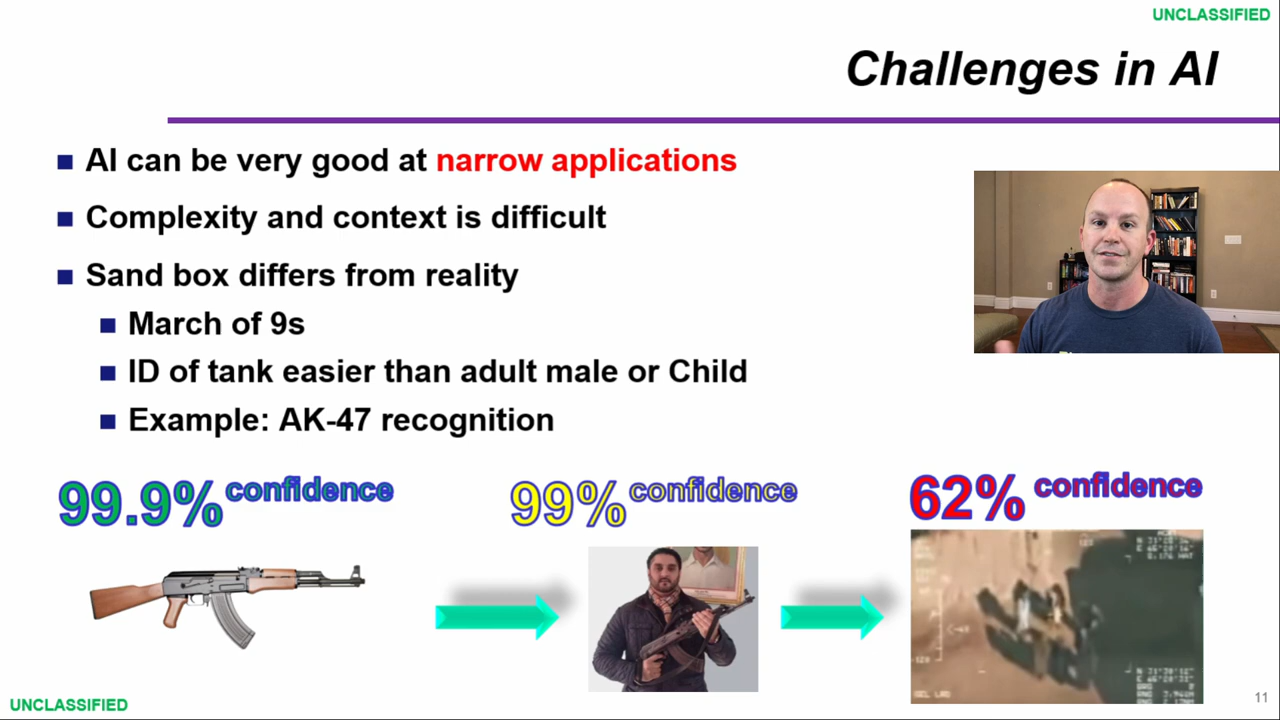 UNCLASSIFIED
Challenges in AI
AI can be very good at narrow applications
Complexity and context is difficult
Sand box differs from reality
March of 9s
ID of tank easier than adult male or Child
Example: AK-47 recognition
99.9% confidence
99% confidence
62% confidence
UNCLASSIFIED
11